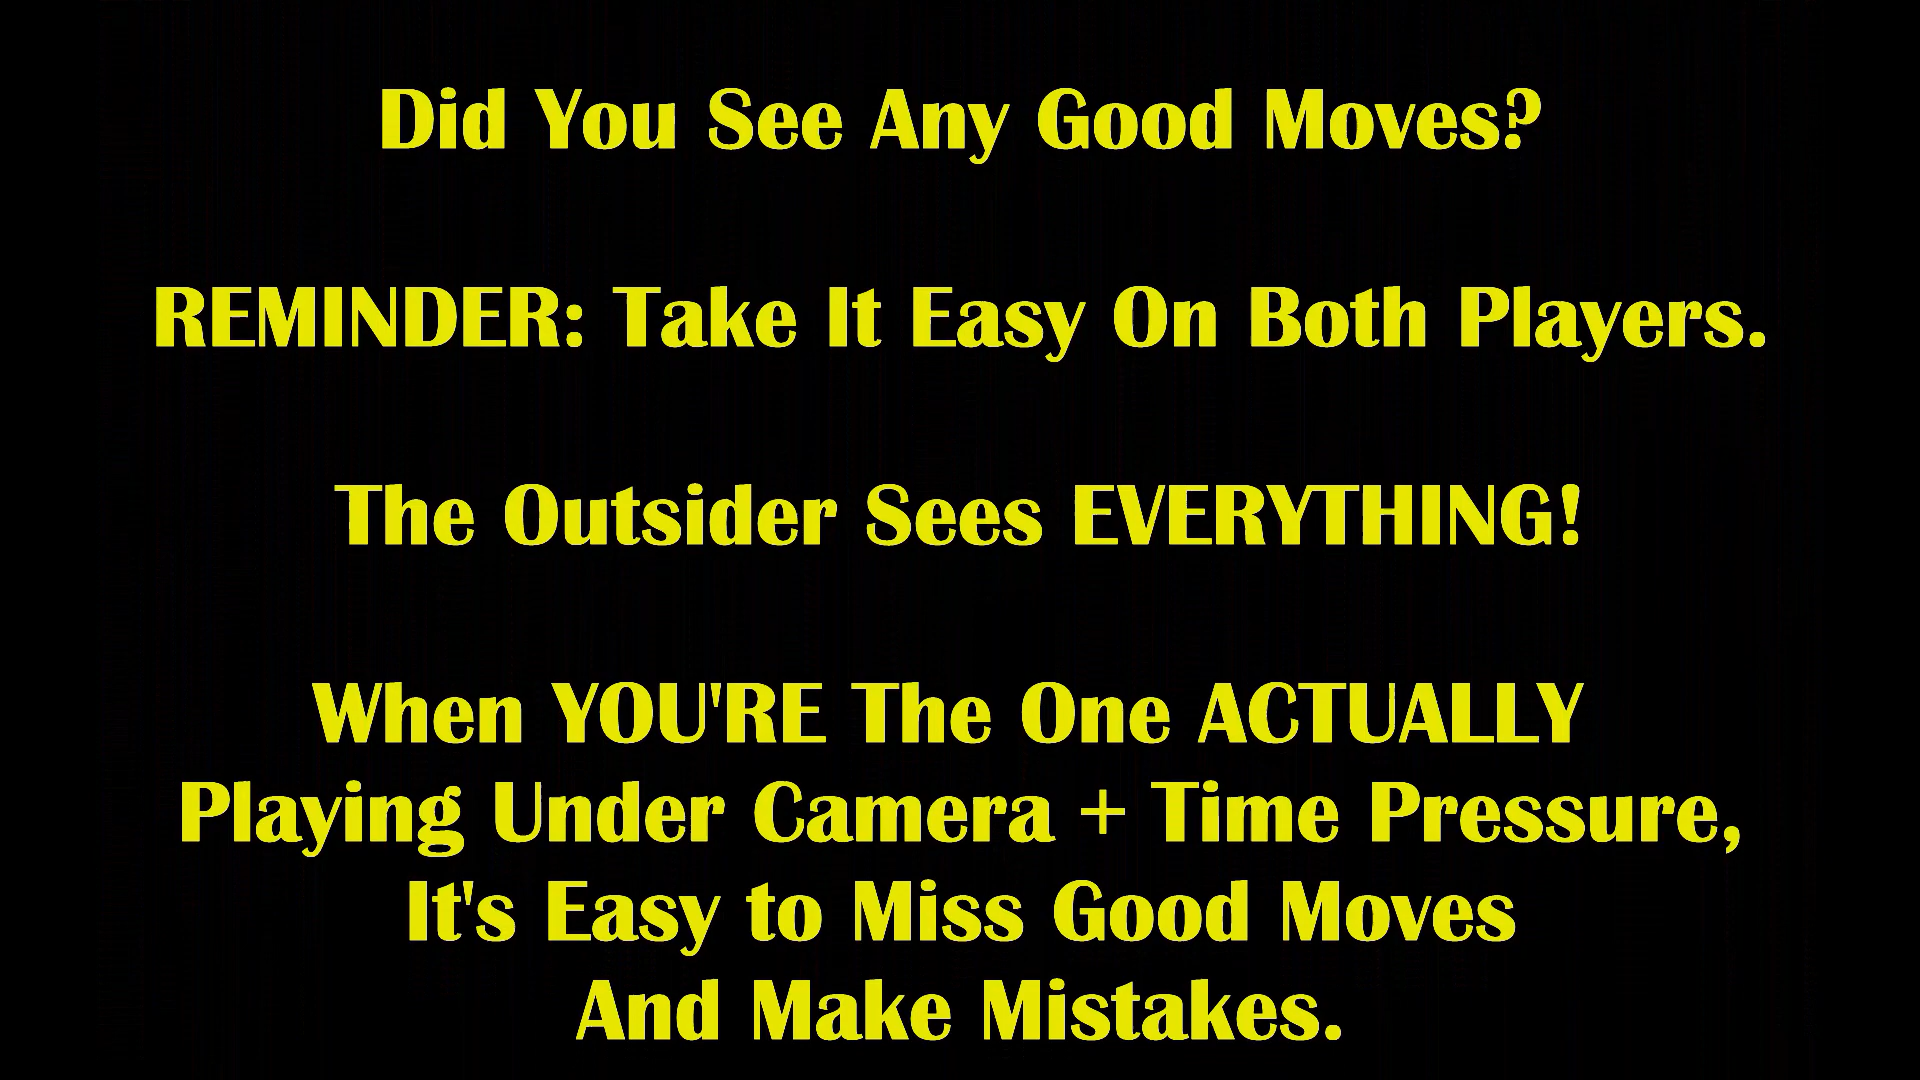 Did You See Any Good Moves?
REMINDER: Take It Easy On Both Players.
The Outsider Sees EVERYTHING!
When YOU'RE The One ACTUALLY
Playing Under Camera + Time Pressure,
It's Easy to Miss Good Moves
And Make Mistakes.